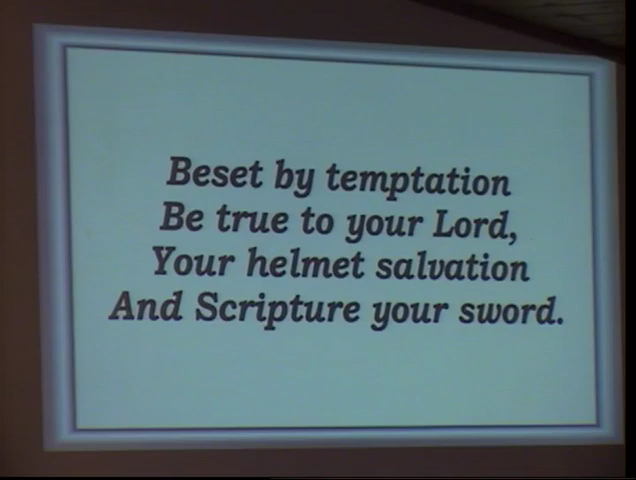 Beset by temptation
Be true to your Lord,
Your helmet salvation
And Scripture your sword.